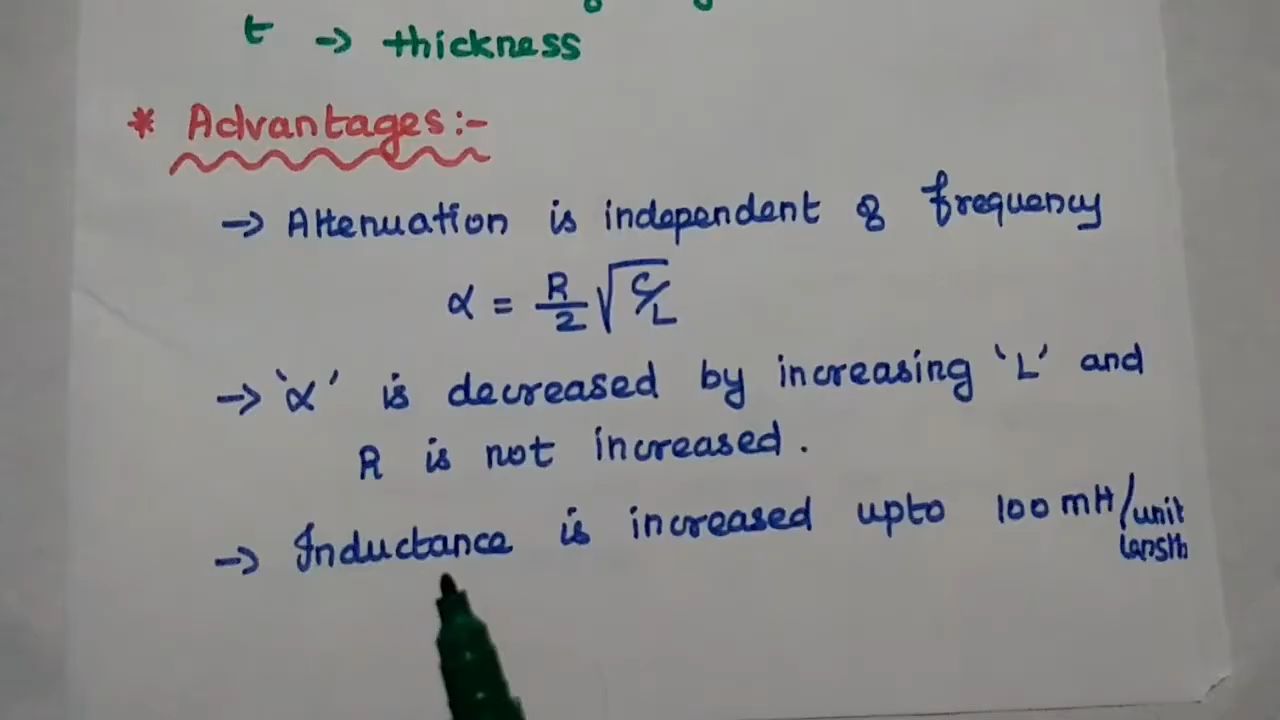 t → thickness
* Advantages:-
→ Attenuation is independent of frequency
α = R/2 √C/L
→ 'α' is decreased by increasing 'L' and
R is not increased.
→ Inductance is increased upto 100 mH/unit
length